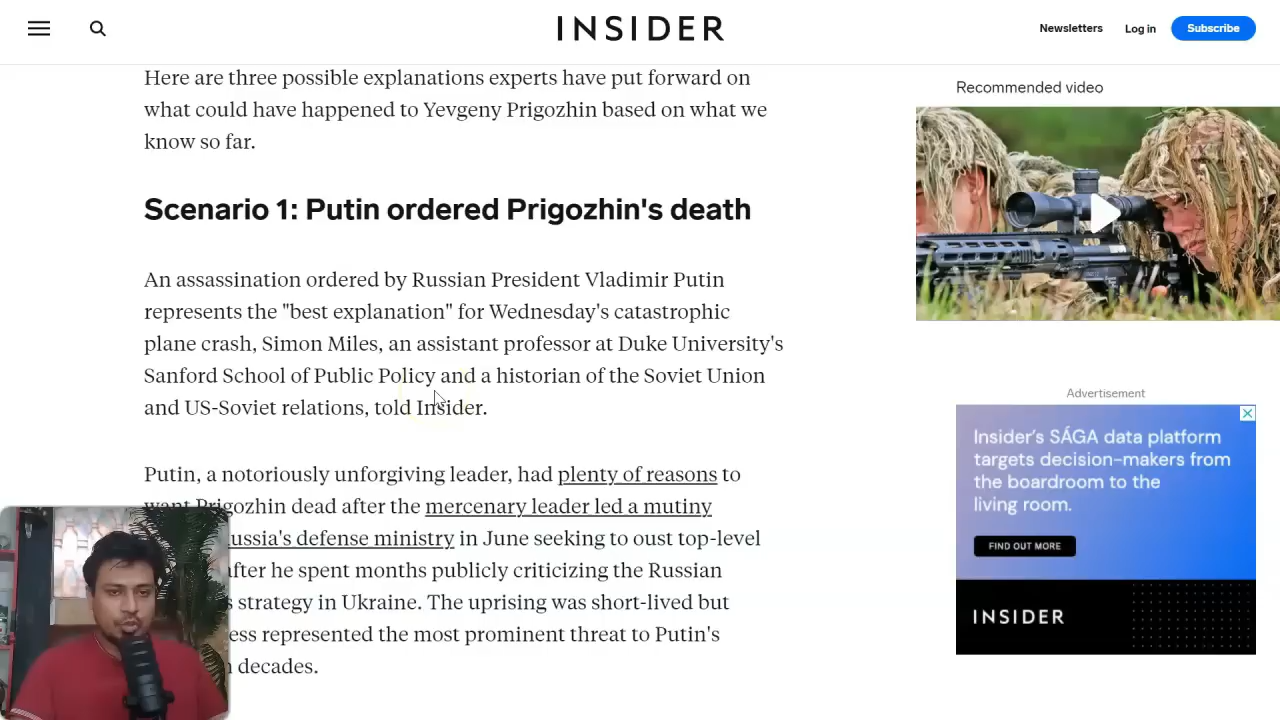 INSIDER
Newsletters
Log in
Subscribe
Here are three possible explanations experts have put forward on
what could have happened to Yevgeny Prigozhin based on what we
know so far.
Scenario 1: Putin ordered Prigozhin's death
An assassination ordered by Russian President Vladimir Putin
represents the "best explanation" for Wednesday's catastrophic
plane crash, Simon Miles, an assistant professor at Duke University's
Sanford School of Public Policy and a historian of the Soviet Union
and US-Soviet relations, told Insider.
Putin, a notoriously unforgiving leader, had plenty of reasons to
want Prigozhin dead after the mercenary leader led a mutiny
ussia's defense ministry in June seeking to oust top-level
after he spent months publicly criticizing the Russian
s strategy in Ukraine. The uprising was short-lived but
ess represented the most prominent threat to Putin's
decades.
Recommended video
Advertisement
Insider's SÁGA data platform
targets decision-makers from
the boardroom to the
living room.
FIND OUT MORE
INSIDER